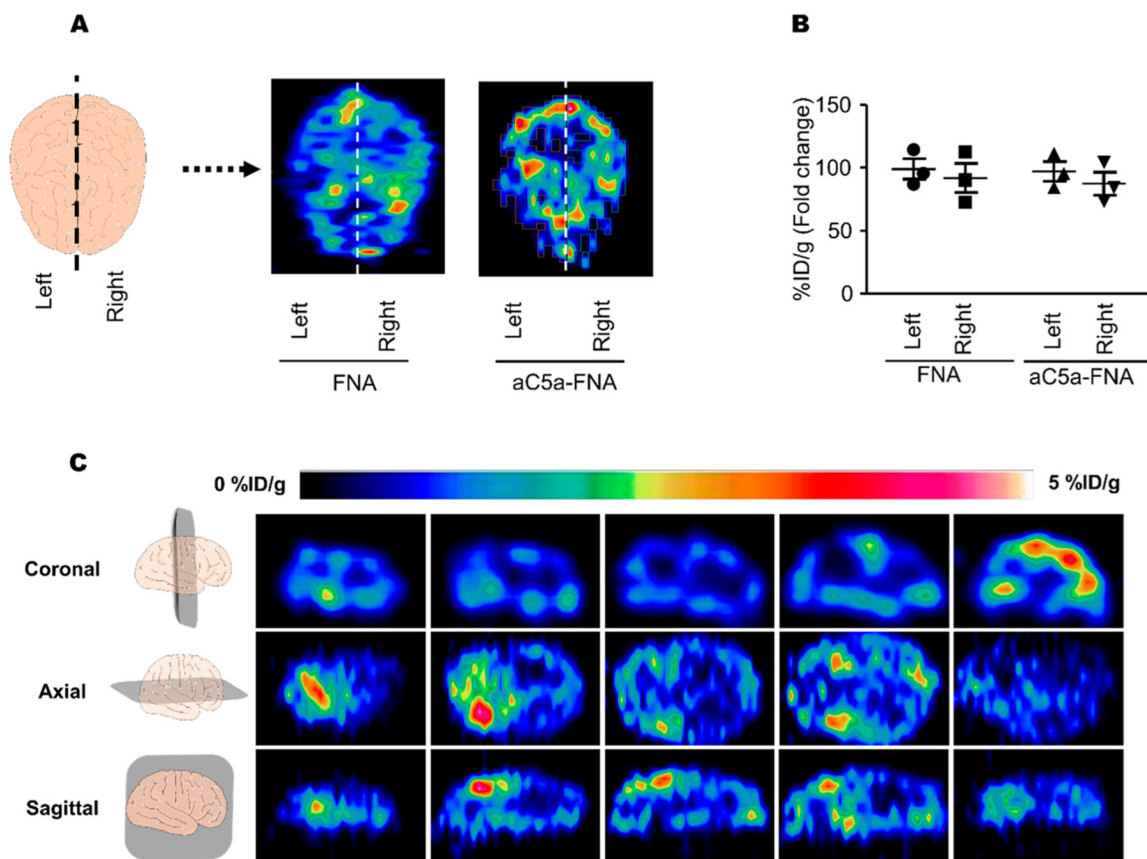 A
Left
Right
Left
Right
FNA
Left
Right
aC5a-FNA
B
%ID/g (Fold change)
150
100
50
0
Left
Right
FNA
Left
Right
aC5a-FNA
C
0 %ID/g
5 %ID/g
Coronal
Axial
Sagittal